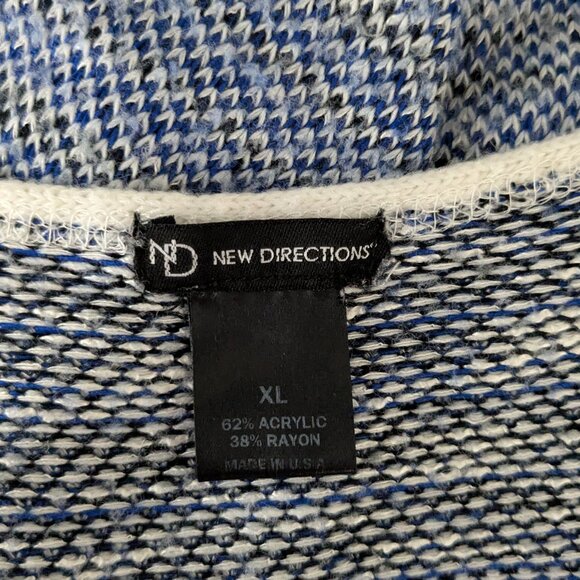 ND NEW DIRECTIONS
XL
62% ACRYLIC
38% RAYON
MADE IN U.S.A